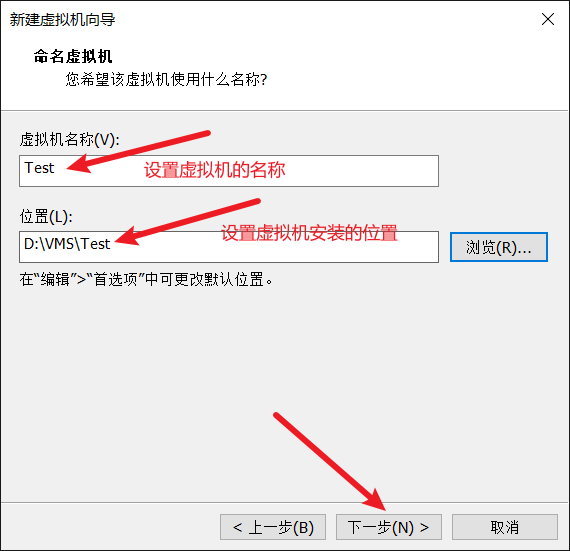 新建虚拟机向导
命名虚拟机
您希望该虚拟机使用什么名称?
虚拟机名称(V):
Test
设置虚拟机的名称
位置(L):
设置虚拟机安装的位置
D:\VMS\Test
浏览(R)...
在“编辑”>“首选项”中可更改默认位置。
< 上一步(B)
下一步(N) >
取消